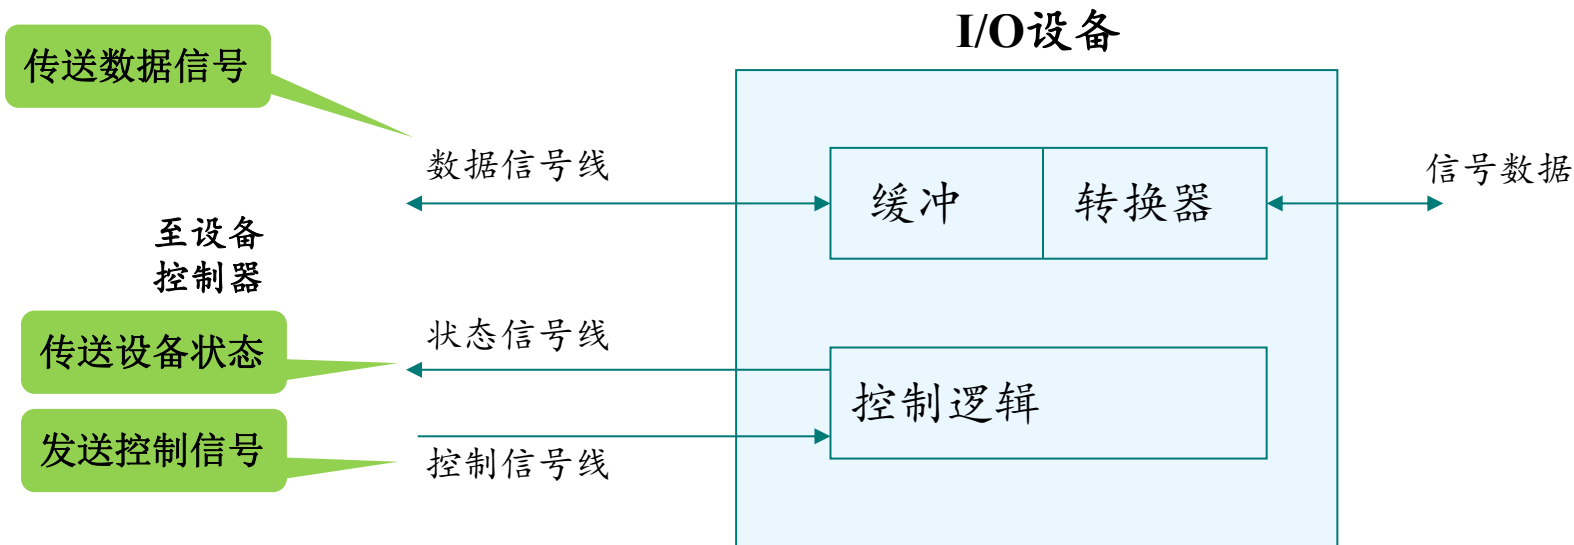 I/O设备
传送数据信号
数据信号线
信号数据
缓冲
转换器
至设备
控制器
状态信号线
传送设备状态
控制逻辑
发送控制信号
控制信号线